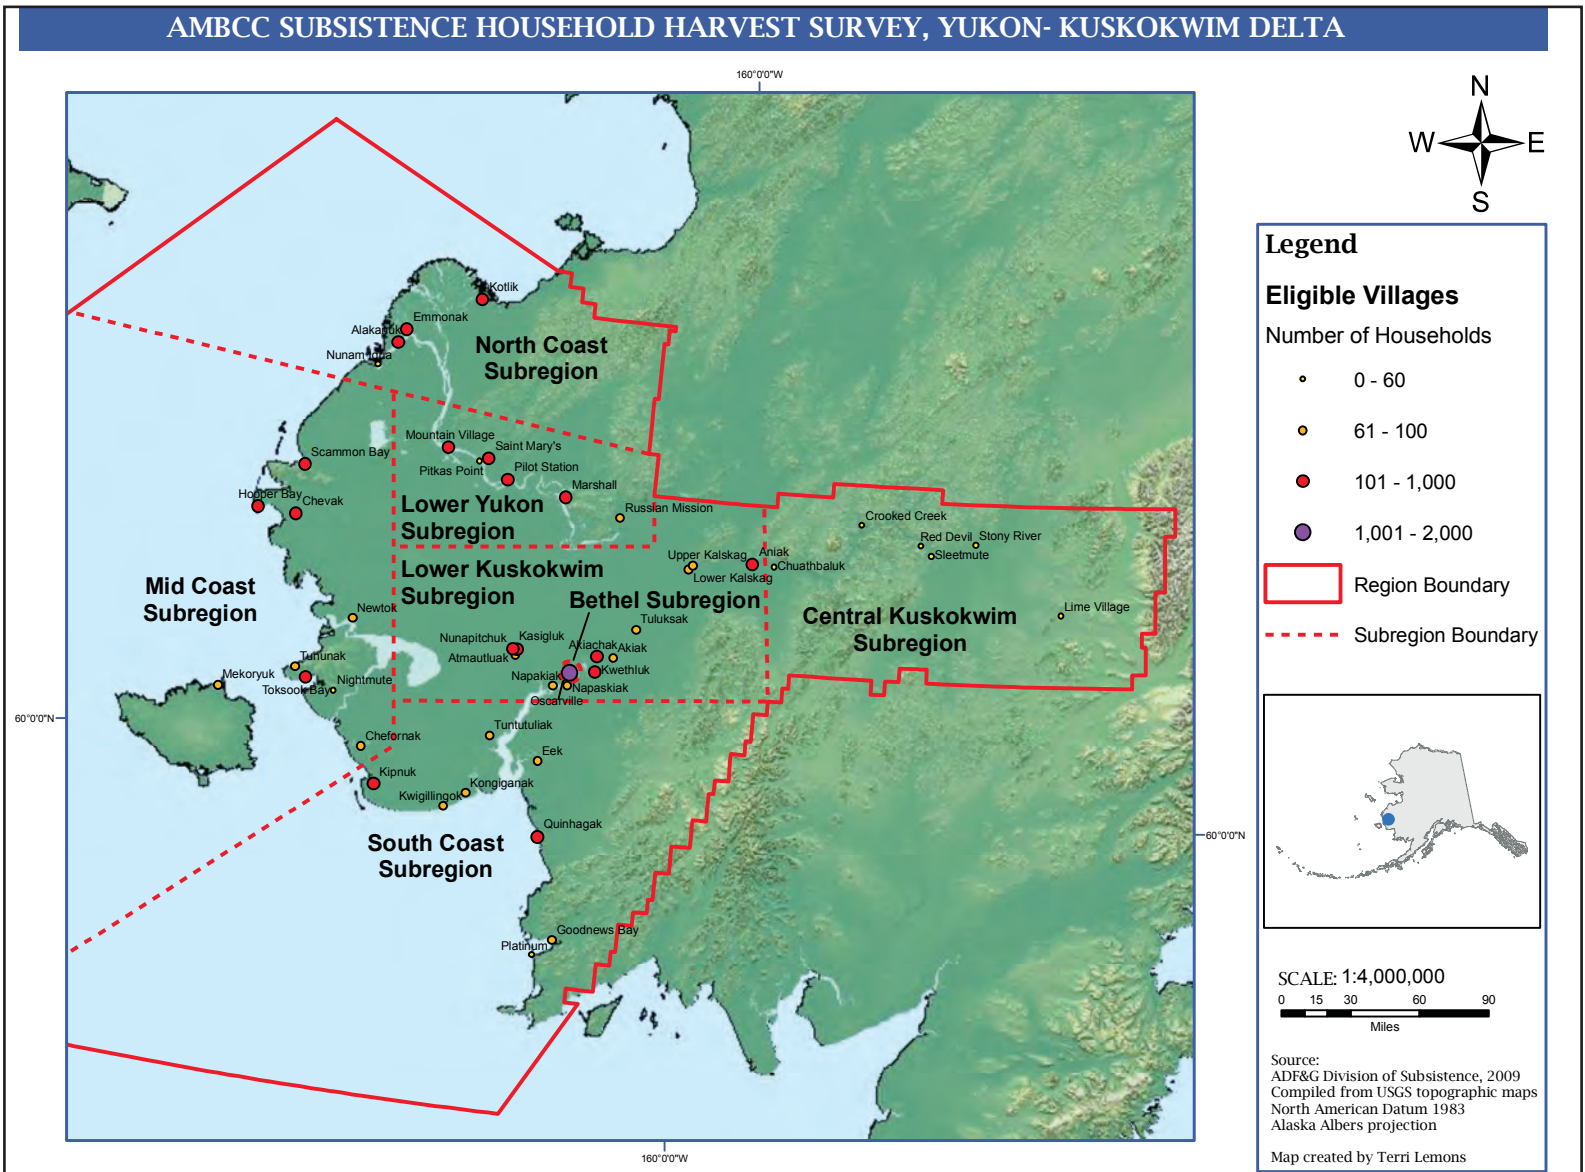 AMBCC SUBSISTENCE HOUSEHOLD HARVEST SURVEY, YUKON- KUSKOKWIM DELTA
160°0'0"W
N
W
E
S
Kotlik
Emmonak
Alakanuk
Nunam Iqua
North Coast
Subregion
Mountain Village
Saint Mary's
Scammon Bay
Pitkas Point
Pilot Station
Marshall
Hooper Bay
Chevak
Lower Yukon
Subregion
Russian Mission
Crooked Creek
Red Devil
Stony River
Sleetmute
Upper Kalskag
Aniak
Chuathbaluk
Lower Kalskag
Lower Kuskokwim
Subregion
Mid Coast
Subregion
Bethel Subregion
Central Kuskokwim
Subregion
Lime Village
Newtok
Tuluksak
Nunapitchuk
Kasigluk
Atmautluak
Akiachak
Akiak
Tununak
Mekoryuk
Toksook Bay
Nightmute
Napakiak
Kwethluk
Napaskiak
Oscarville
60°0'0"N
Tuntutuliak
Chefornak
Eek
Kipnuk
Kongiganak
Kwigillingok
Quinhagak
60°0'0"N
South Coast
Subregion
Goodnews Bay
Platinum
160°0'0"W
Legend
Eligible Villages
Number of Households
0 - 60
61 - 100
101 - 1,000
1,001 - 2,000
Region Boundary
Subregion Boundary
SCALE: 1:4,000,000
0 15 30 60 90
Miles
Source:
ADF&G Division of Subsistence, 2009
Compiled from USGS topographic maps
North American Datum 1983
Alaska Albers projection
Map created by Terri Lemons